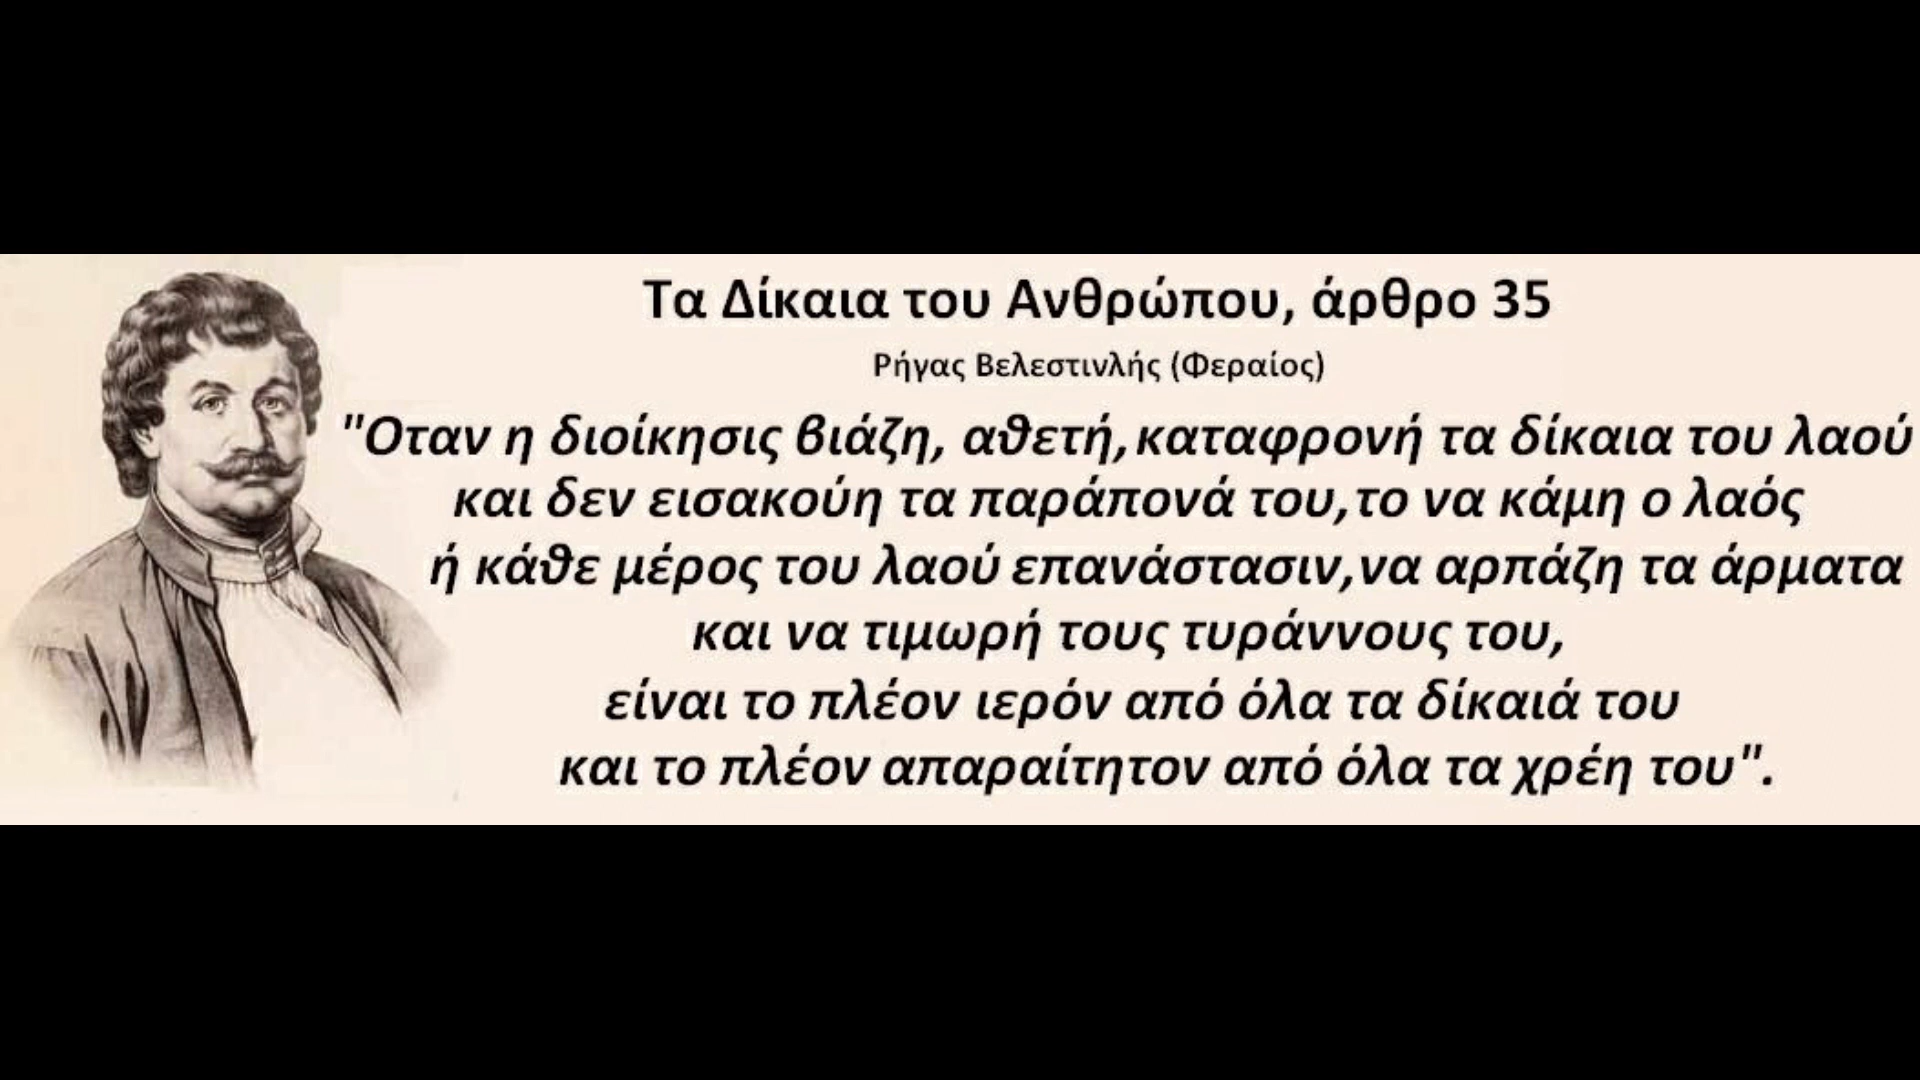 Τα Δίκαια του Ανθρώπου, άρθρο 35
Ρήγας Βελεστινλής (Φεραίος)
"Οταν η διοίκησις βιάζη, αθετή, καταφρονή τα δίκαια του λαού
και δεν εισακούη τα παράπονά του, το να κάμη ο λαός
ή κάθε μέρος του λαού επανάστασιν, να αρπάζη τα άρματα
και να τιμωρή τους τυράννους του,
είναι το πλέον ιερόν από όλα τα δίκαιά του
και το πλέον απαραίτητον από όλα τα χρέη του".